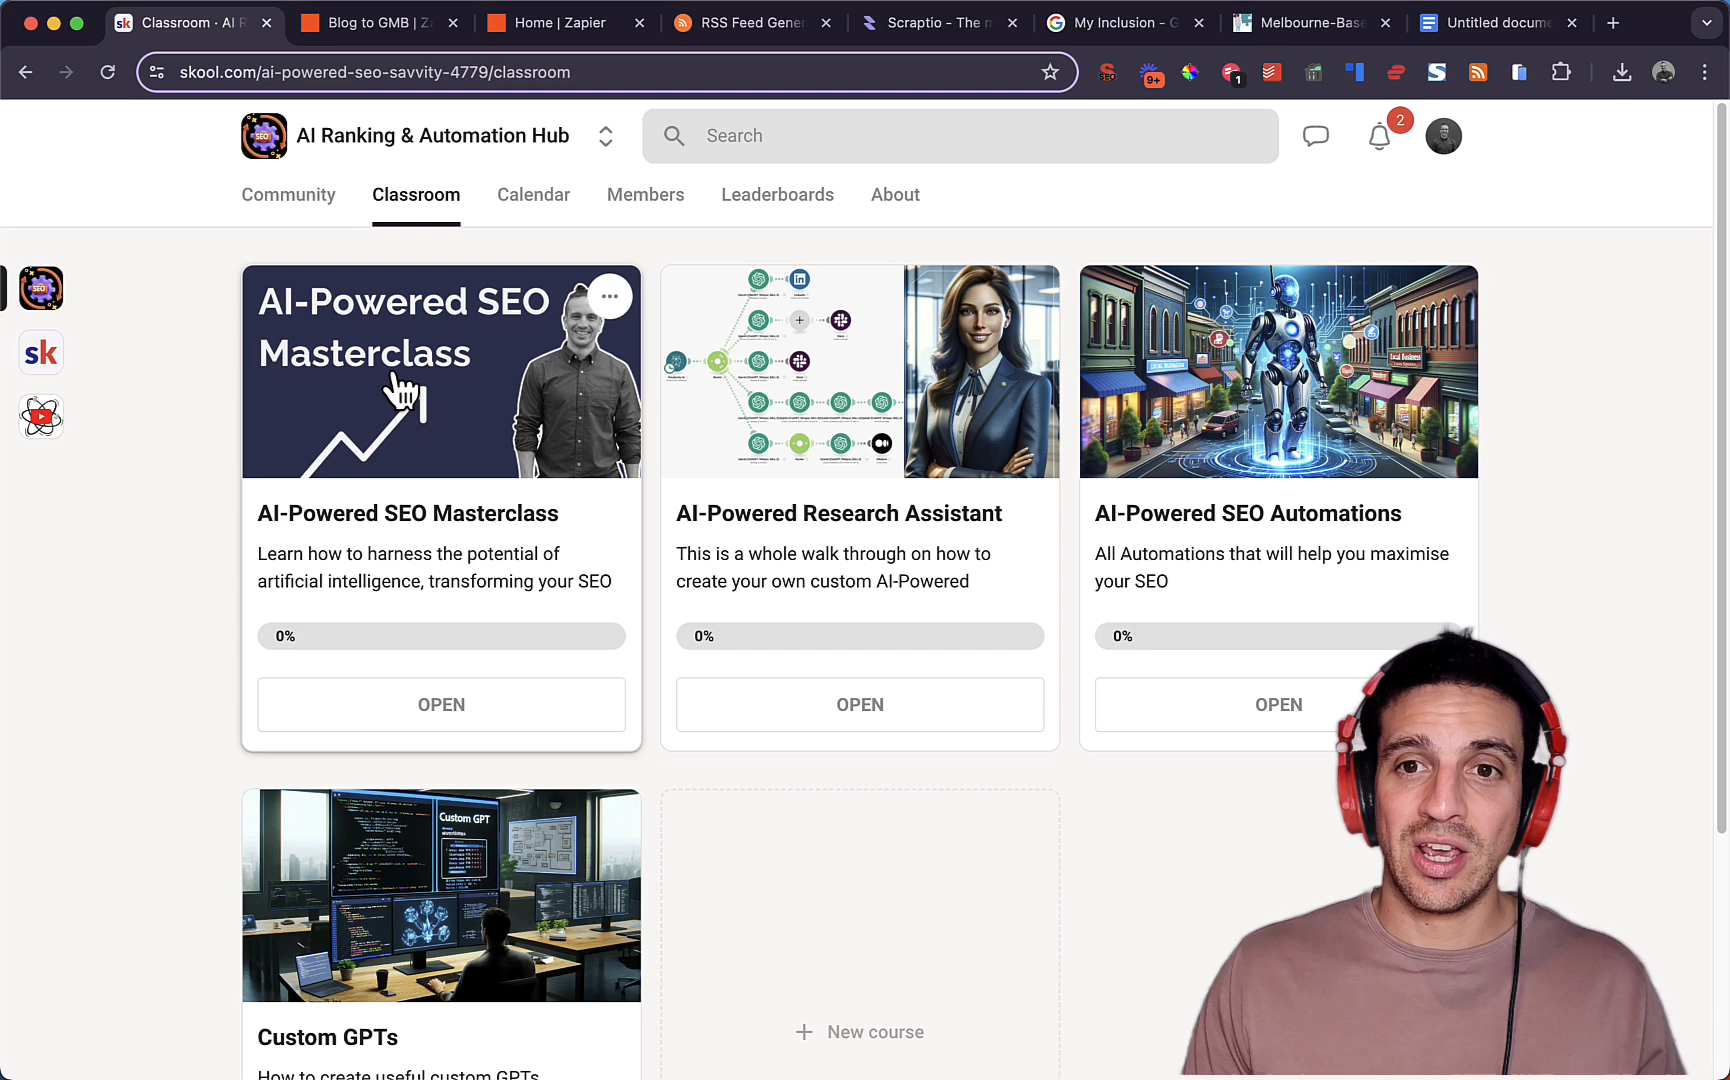 Classroom · AI R
Blog to GMB | Za
Home | Zapier
RSS Feed Gener
Scraptio - The m
My Inclusion - G
Melbourne-Base
Untitled docume
skool.com/ai-powered-seo-savvity-4779/classroom
9+
1
AI Ranking & Automation Hub
Search
2
Community
Classroom
Calendar
Members
Leaderboards
About
sk
AI-Powered SEO
Masterclass
AI-Powered SEO Masterclass
Learn how to harness the potential of
artificial intelligence, transforming your SEO
0%
OPEN
AI-Powered Research Assistant
This is a whole walk through on how to
create your own custom AI-Powered
0%
OPEN
AI-Powered SEO Automations
All Automations that will help you maximise
your SEO
0%
OPEN
Custom GPT
Custom GPTs
How to create useful custom GPTs
New course